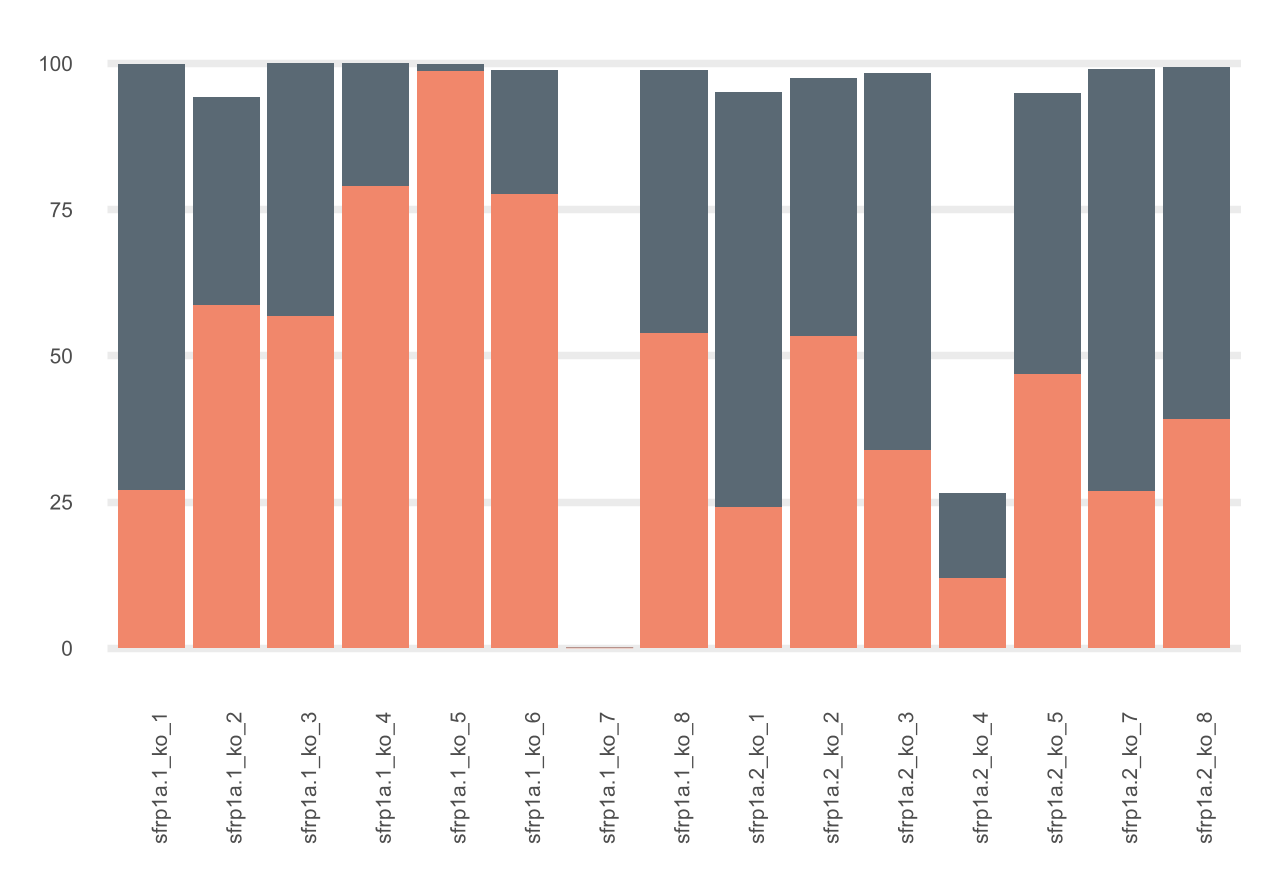 100
75
50
25
0
sfrp1a.1_ko_1
sfrp1a.1_ko_2
sfrp1a.1_ko_3
sfrp1a.1_ko_4
sfrp1a.1_ko_5
sfrp1a.1_ko_6
sfrp1a.1_ko_7
sfrp1a.1_ko_8
sfrp1a.2_ko_1
sfrp1a.2_ko_2
sfrp1a.2_ko_3
sfrp1a.2_ko_4
sfrp1a.2_ko_5
sfrp1a.2_ko_7
sfrp1a.2_ko_8